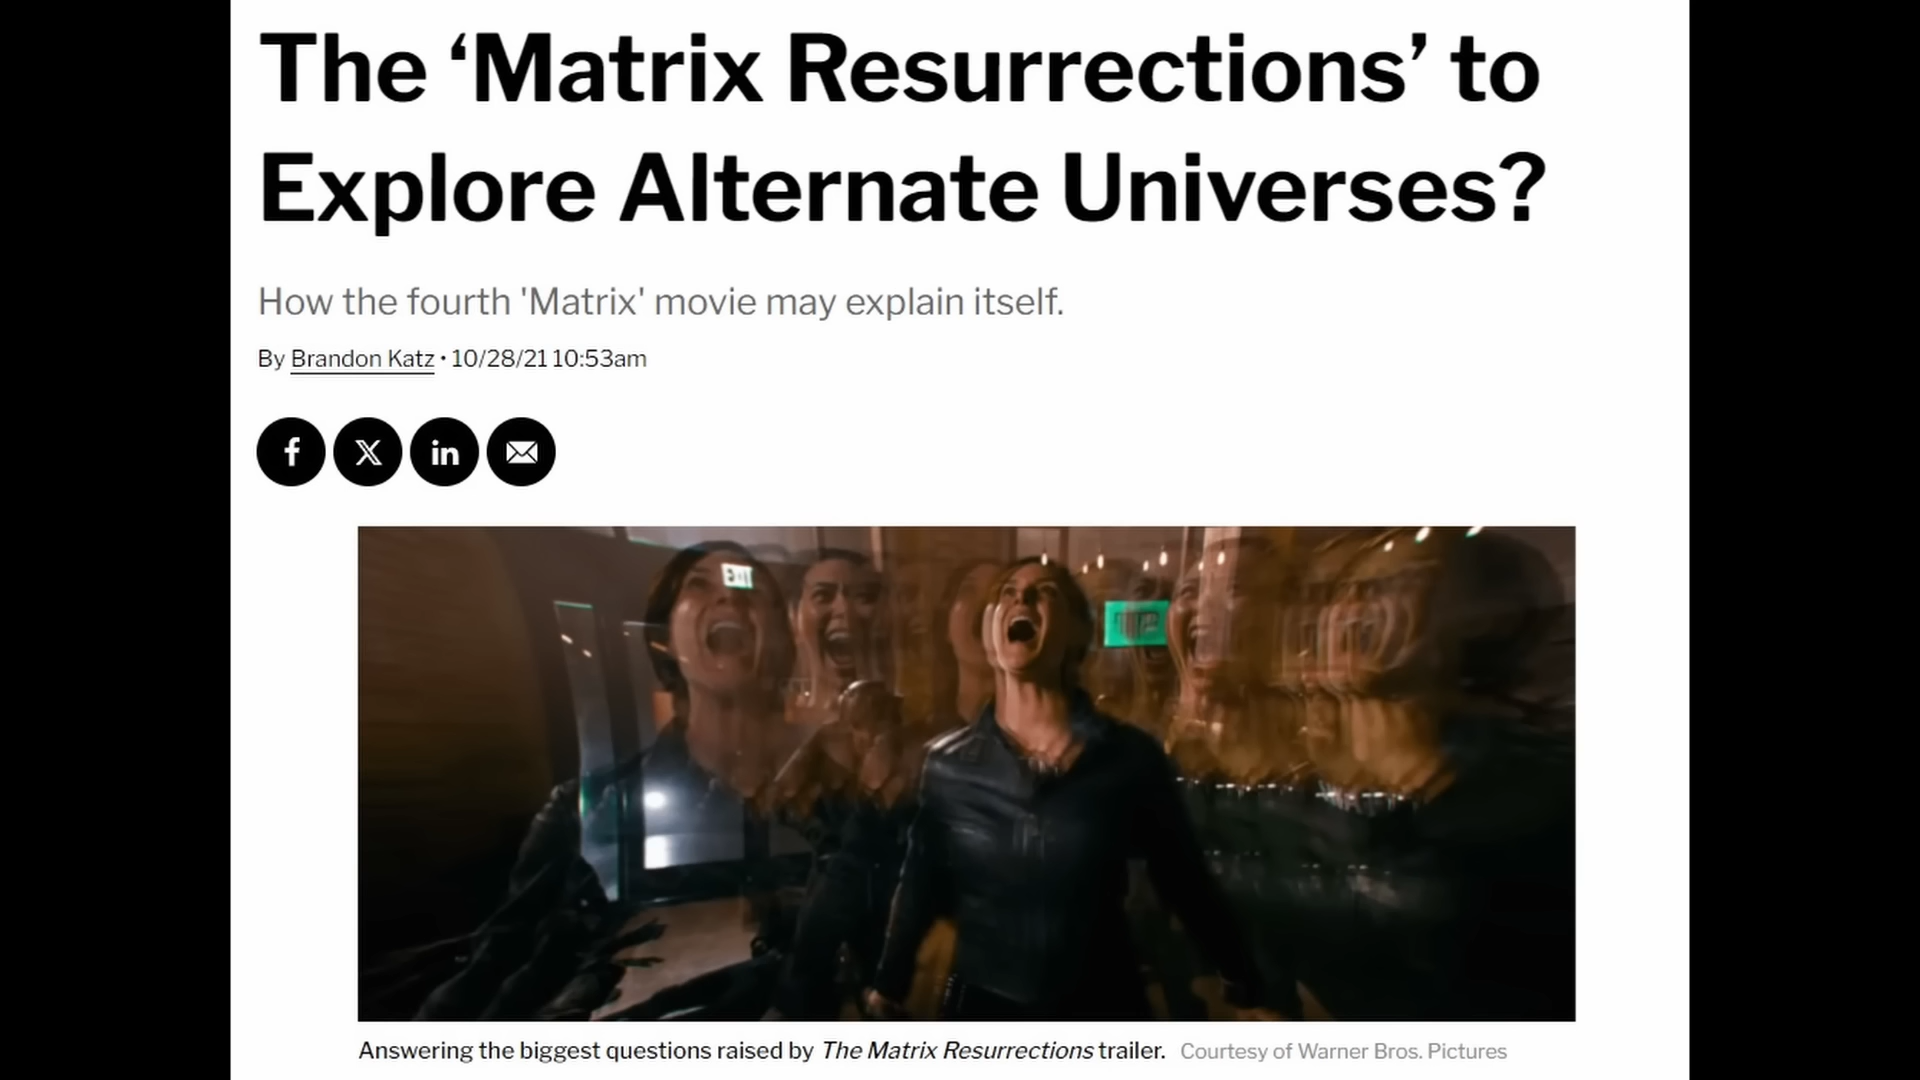 The ‘Matrix Resurrections’ to
Explore Alternate Universes?
How the fourth 'Matrix' movie may explain itself.
By Brandon Katz • 10/28/21 10:53am
f X in
Answering the biggest questions raised by The Matrix Resurrections trailer. Courtesy of Warner Bros. Pictures